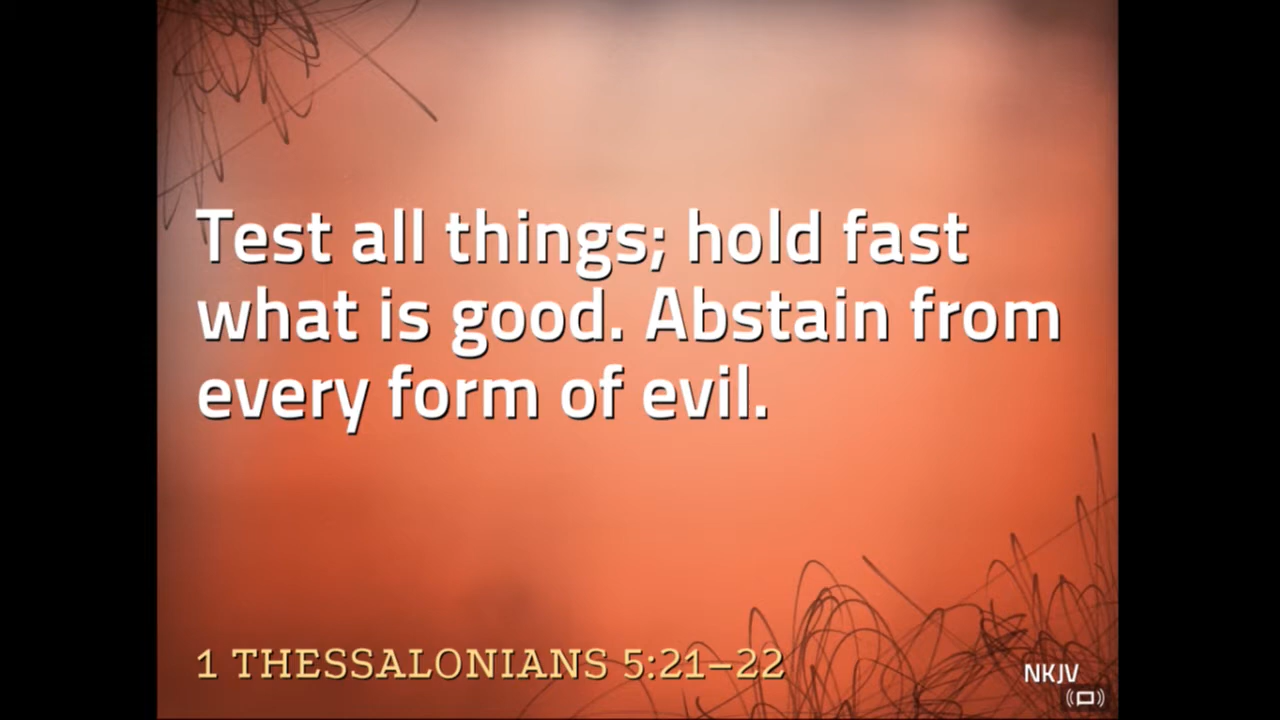 Test all things; hold fast
what is good. Abstain from
every form of evil.
1 THESSALONIANS 5:21–22
NKJV